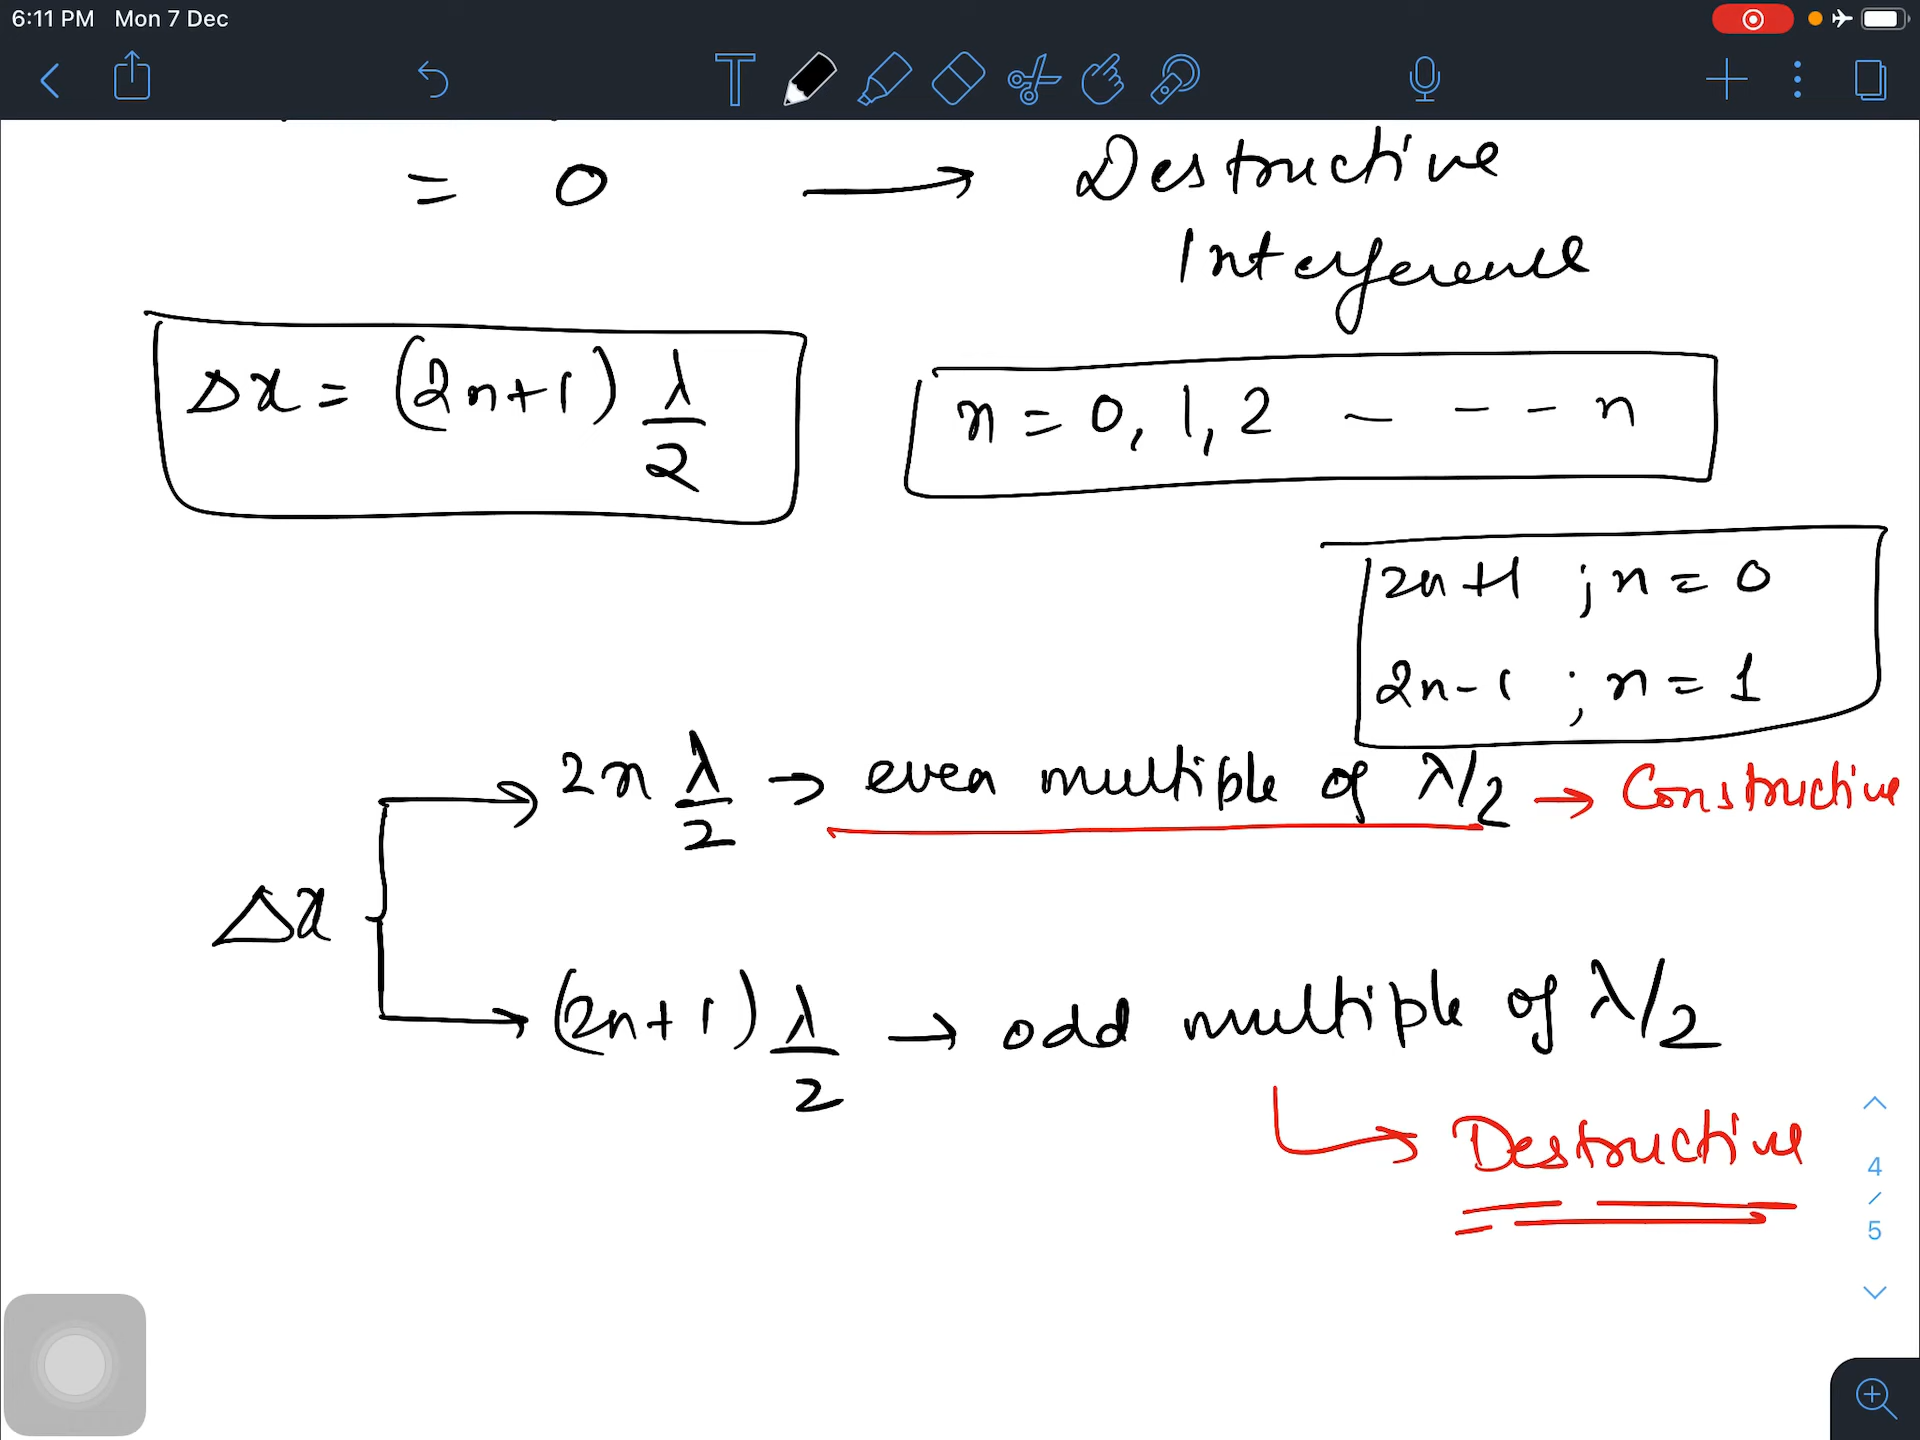 6:11 PM Mon 7 Dec
= 0 → Destructive
Interference
Δx = (2n+1) λ/2
n = 0, 1, 2 - - - - n
2n+1 ; n = 0
2n-1 ; n = 1
Δx
2n λ/2 → even multiple of λ/2 → Constructive
(2n+1) λ/2 → odd multiple of λ/2
→ Destructive
4
/
5